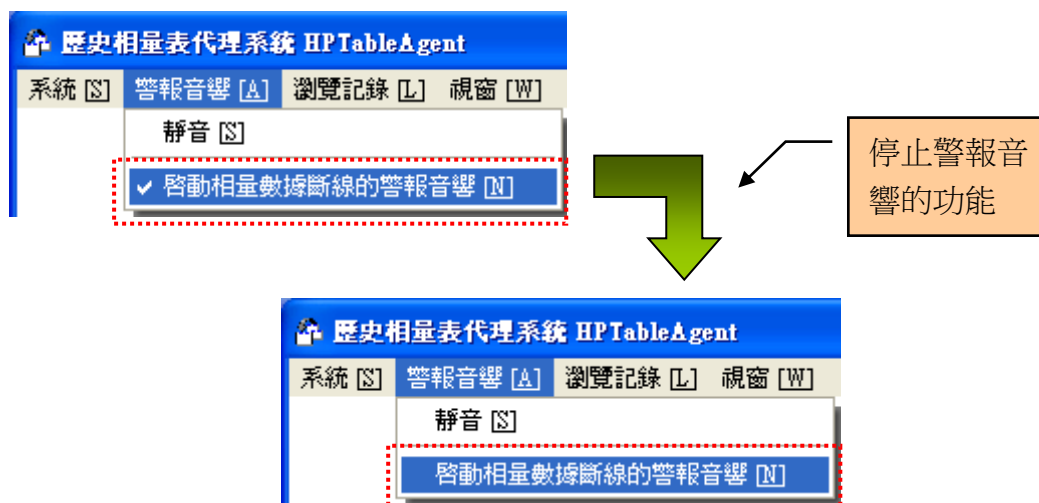 歷史相量表代理系統 HPTableAgent
系統 [S] 警報音響 [A] 瀏覽記錄 [L] 視窗 [W]
靜音 [S]
啓動相量數據斷線的警報音響 [N]
停止警報音
響的功能
歷史相量表代理系統 HPTableAgent
系統 [S] 警報音響 [A] 瀏覽記錄 [L] 視窗 [W]
靜音 [S]
啓動相量數據斷線的警報音響 [N]